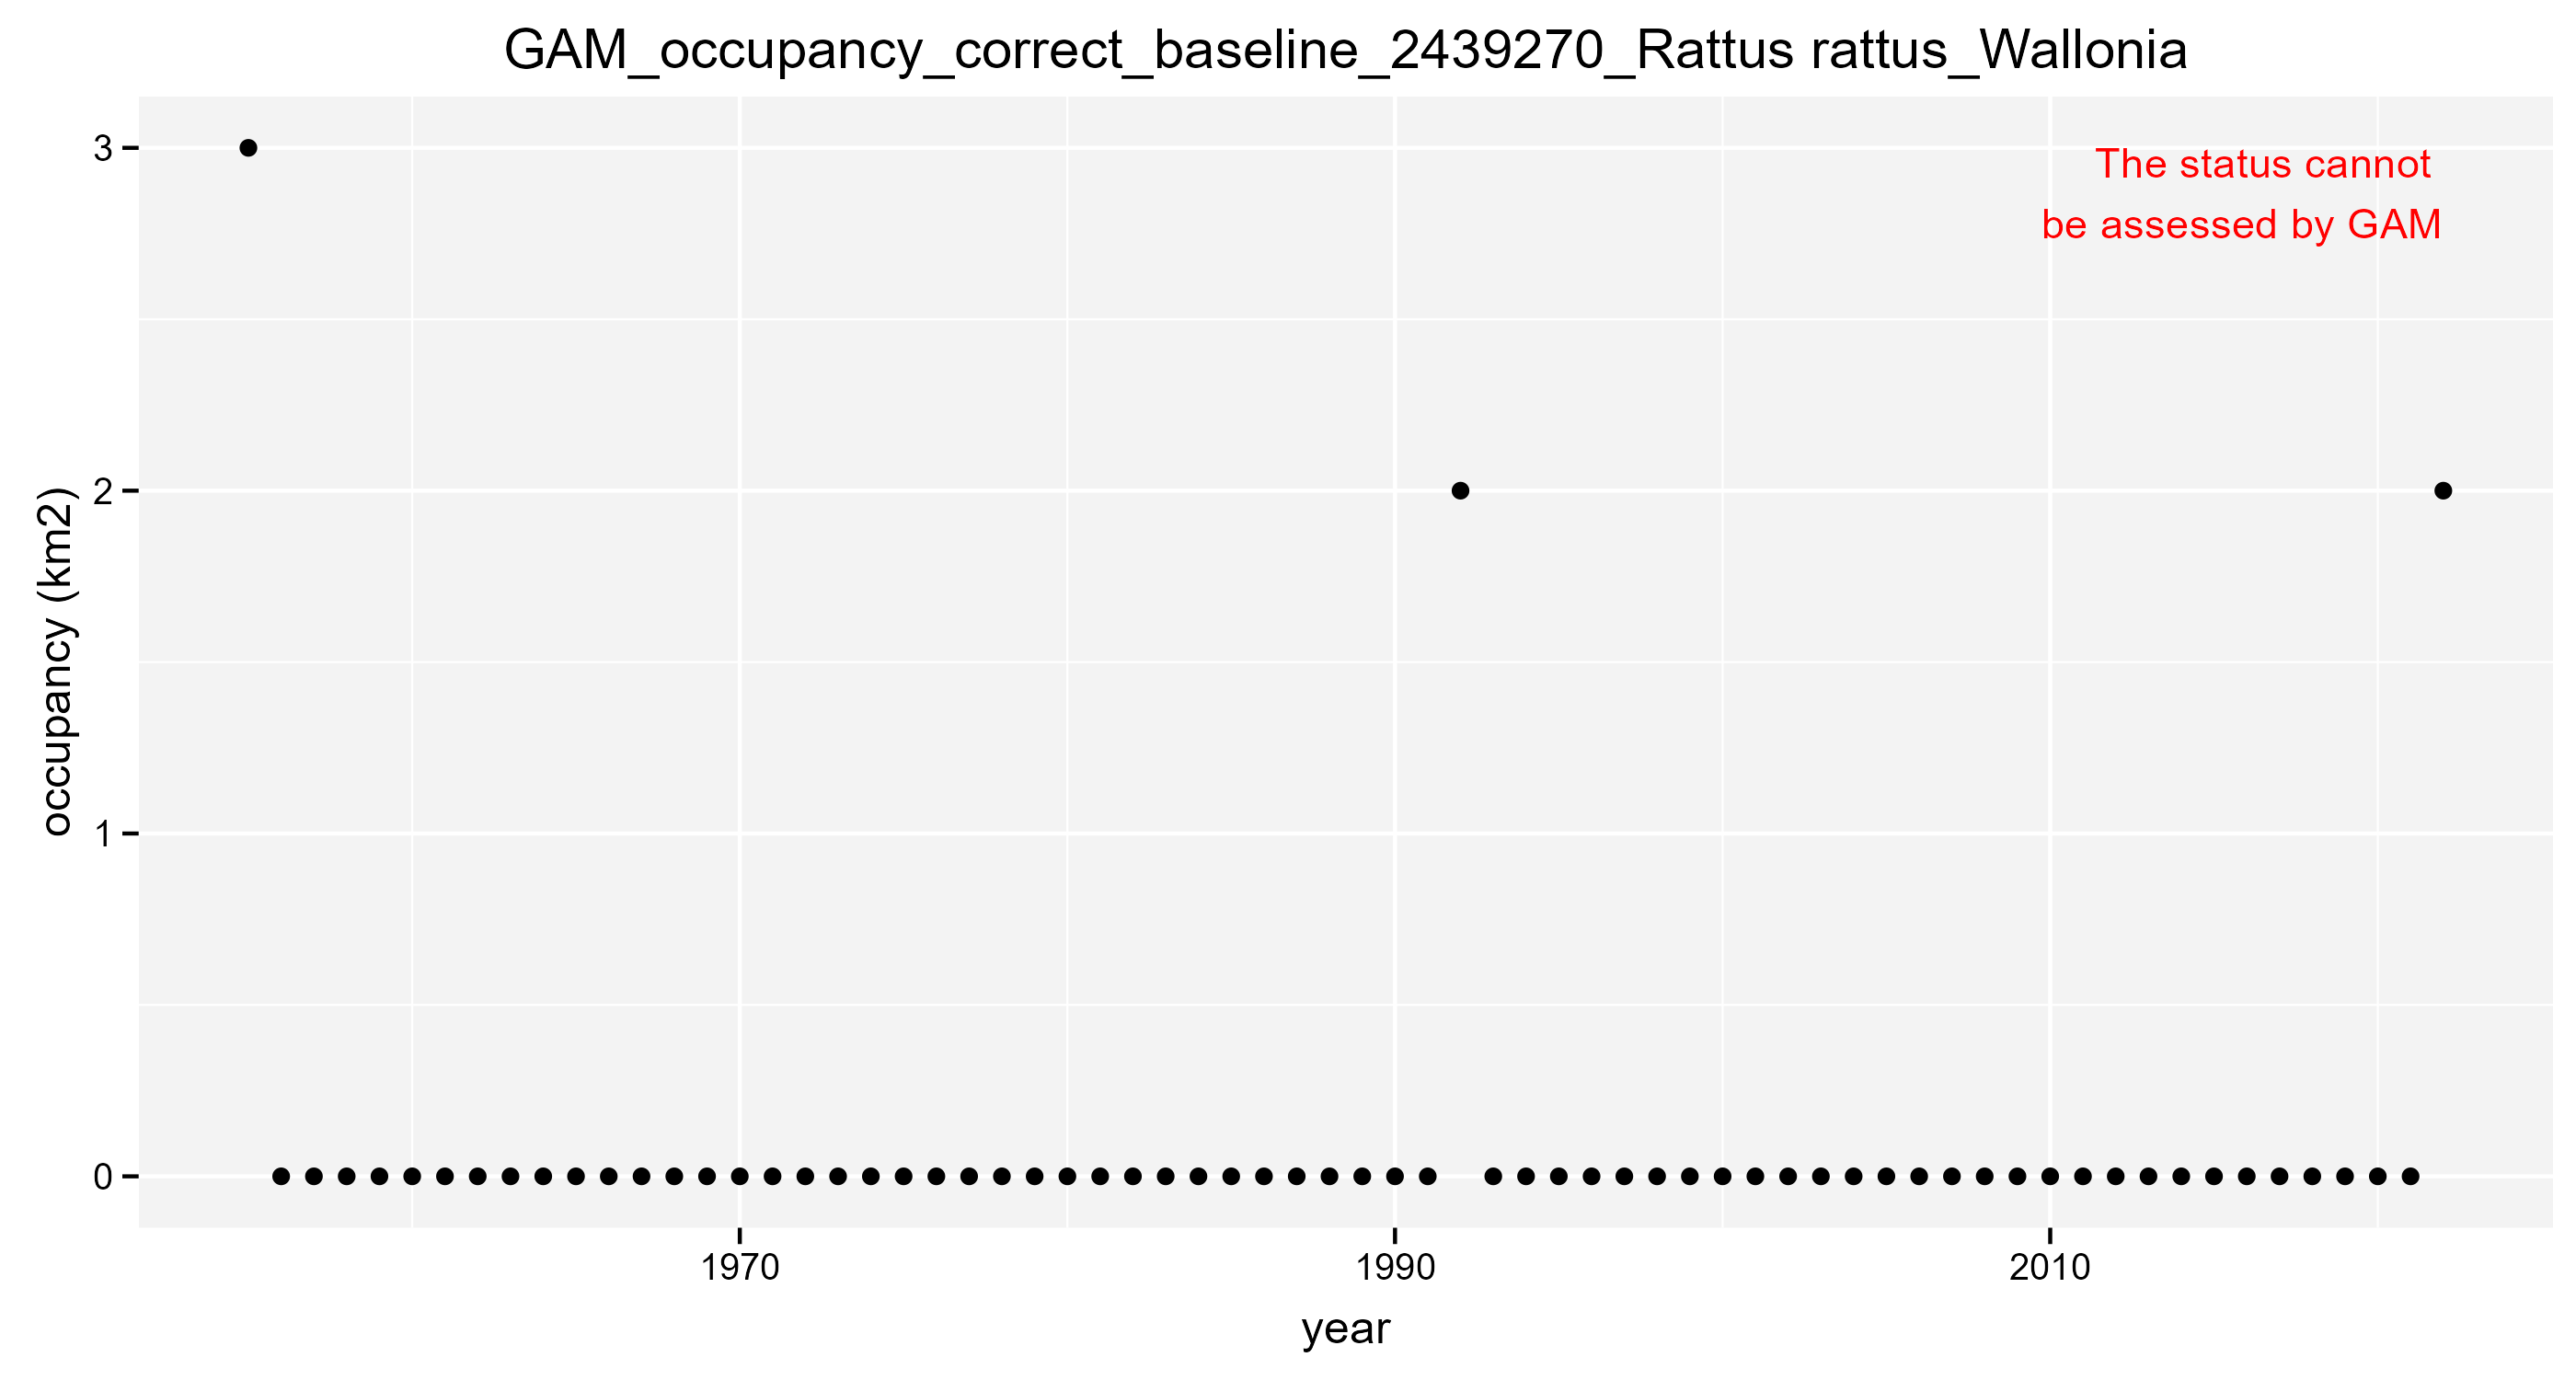 GAM_occupancy_correct_baseline_2439270_Rattus rattus_Wallonia
The status cannot
be assessed by GAM
occupancy (km2)
3
2
1
0
1970 1990 2010
year